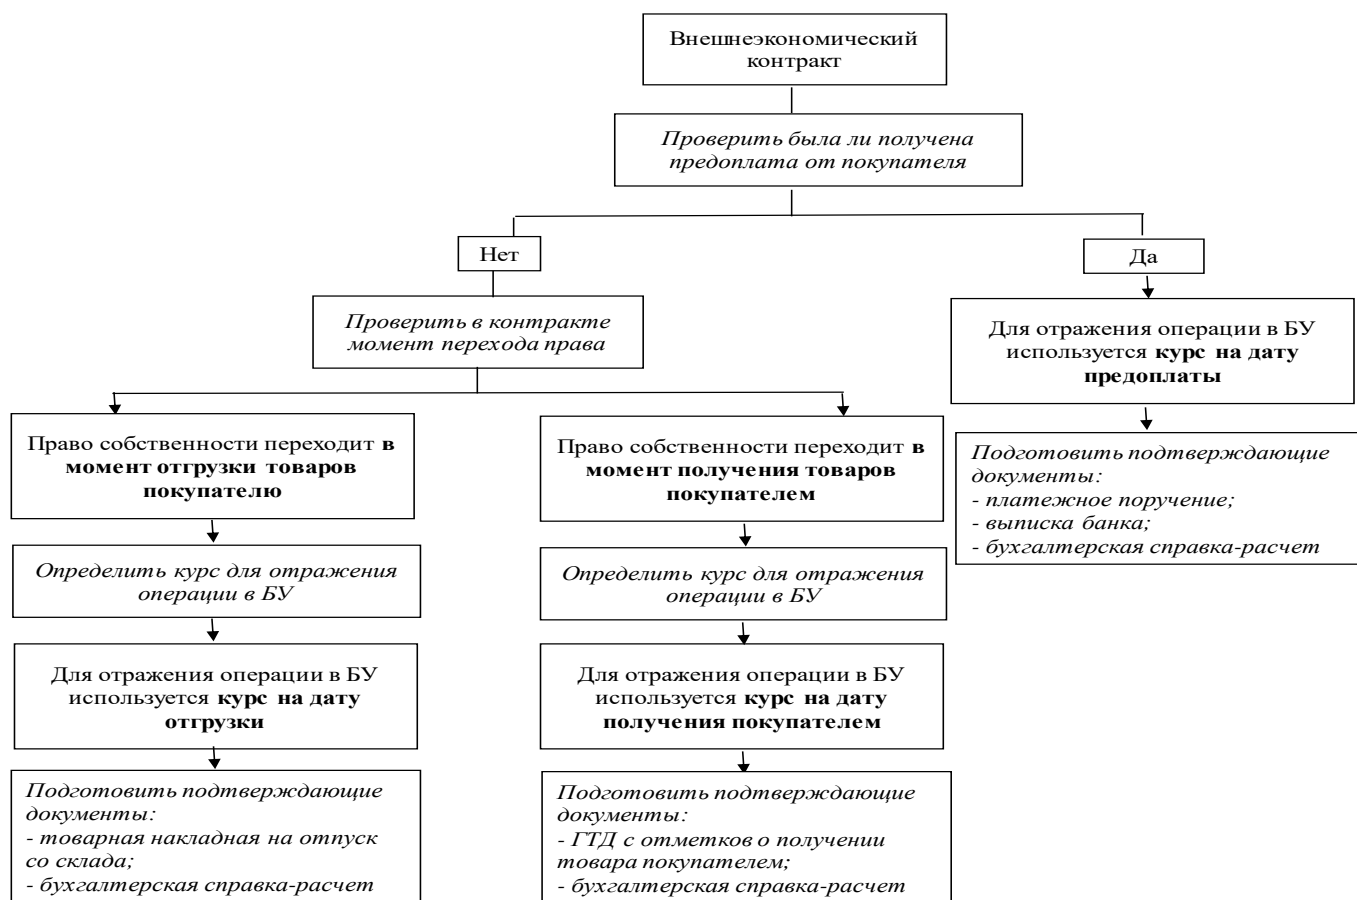 Внешнеэкономический
контракт
Проверить была ли получена
предоплата от покупателя
Нет
Да
Проверить в контракте
момент перехода права
Для отражения операции в БУ
используется курс на дату
предоплаты
Право собственности переходит в
момент отгрузки товаров
покупателю
Право собственности переходит в
момент получения товаров
покупателем
Подготовить подтверждающие
документы:
- платежное поручение;
- выписка банка;
- бухгалтерская справка-расчет
Определить курс для отражения
операции в БУ
Определить курс для отражения
операции в БУ
Для отражения операции в БУ
используется курс на дату
отгрузки
Для отражения операции в БУ
используется курс на дату
получения покупателем
Подготовить подтверждающие
документы:
- товарная накладная на отпуск
со склада;
- бухгалтерская справка-расчет
Подготовить подтверждающие
документы:
- ГТД с отметков о получении
товара покупателем;
- бухгалтерская справка-расчет